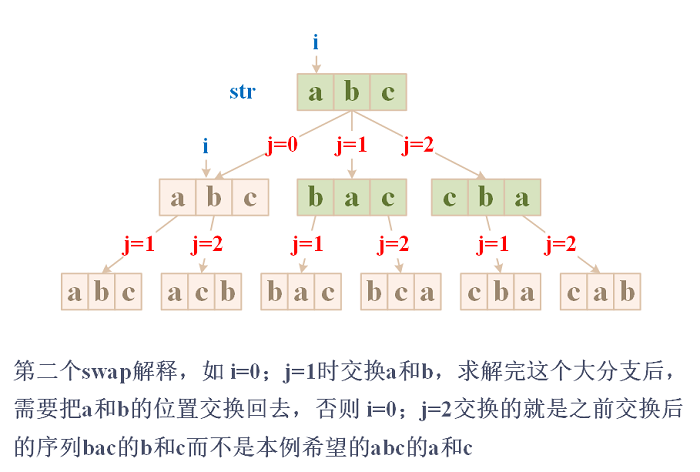 i
str
a b c
i
j=0 j=1 j=2
a b c b a c c b a
j=1 j=2 j=1 j=2 j=1 j=2
a b c a c b b a c b c a c b a c a b
第二个swap解释，如 i=0；j=1时交换a和b，求解完这个大分支后，
需要把a和b的位置交换回去，否则 i=0；j=2交换的就是之前交换后
的序列bac的b和c而不是本例希望的abc的a和c